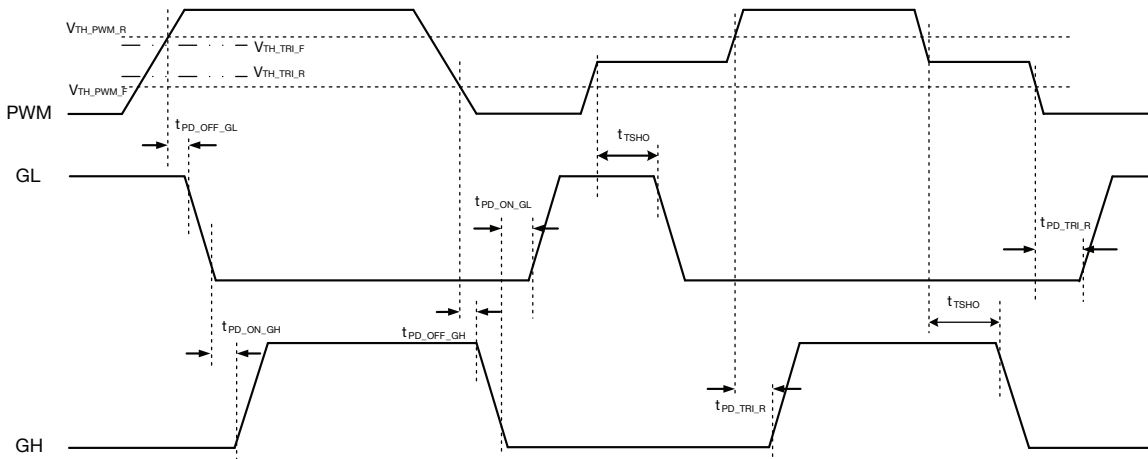 VTH_PWM_R
VTH_TRI_F
VTH_TRI_R
VTH_PWM_F
PWM
tPD_OFF_GL
tTSHO
GL
tPD_ON_GL
tPD_TRI_R
tTSHO
tPD_ON_GH
tPD_OFF_GH
tPD_TRI_R
GH